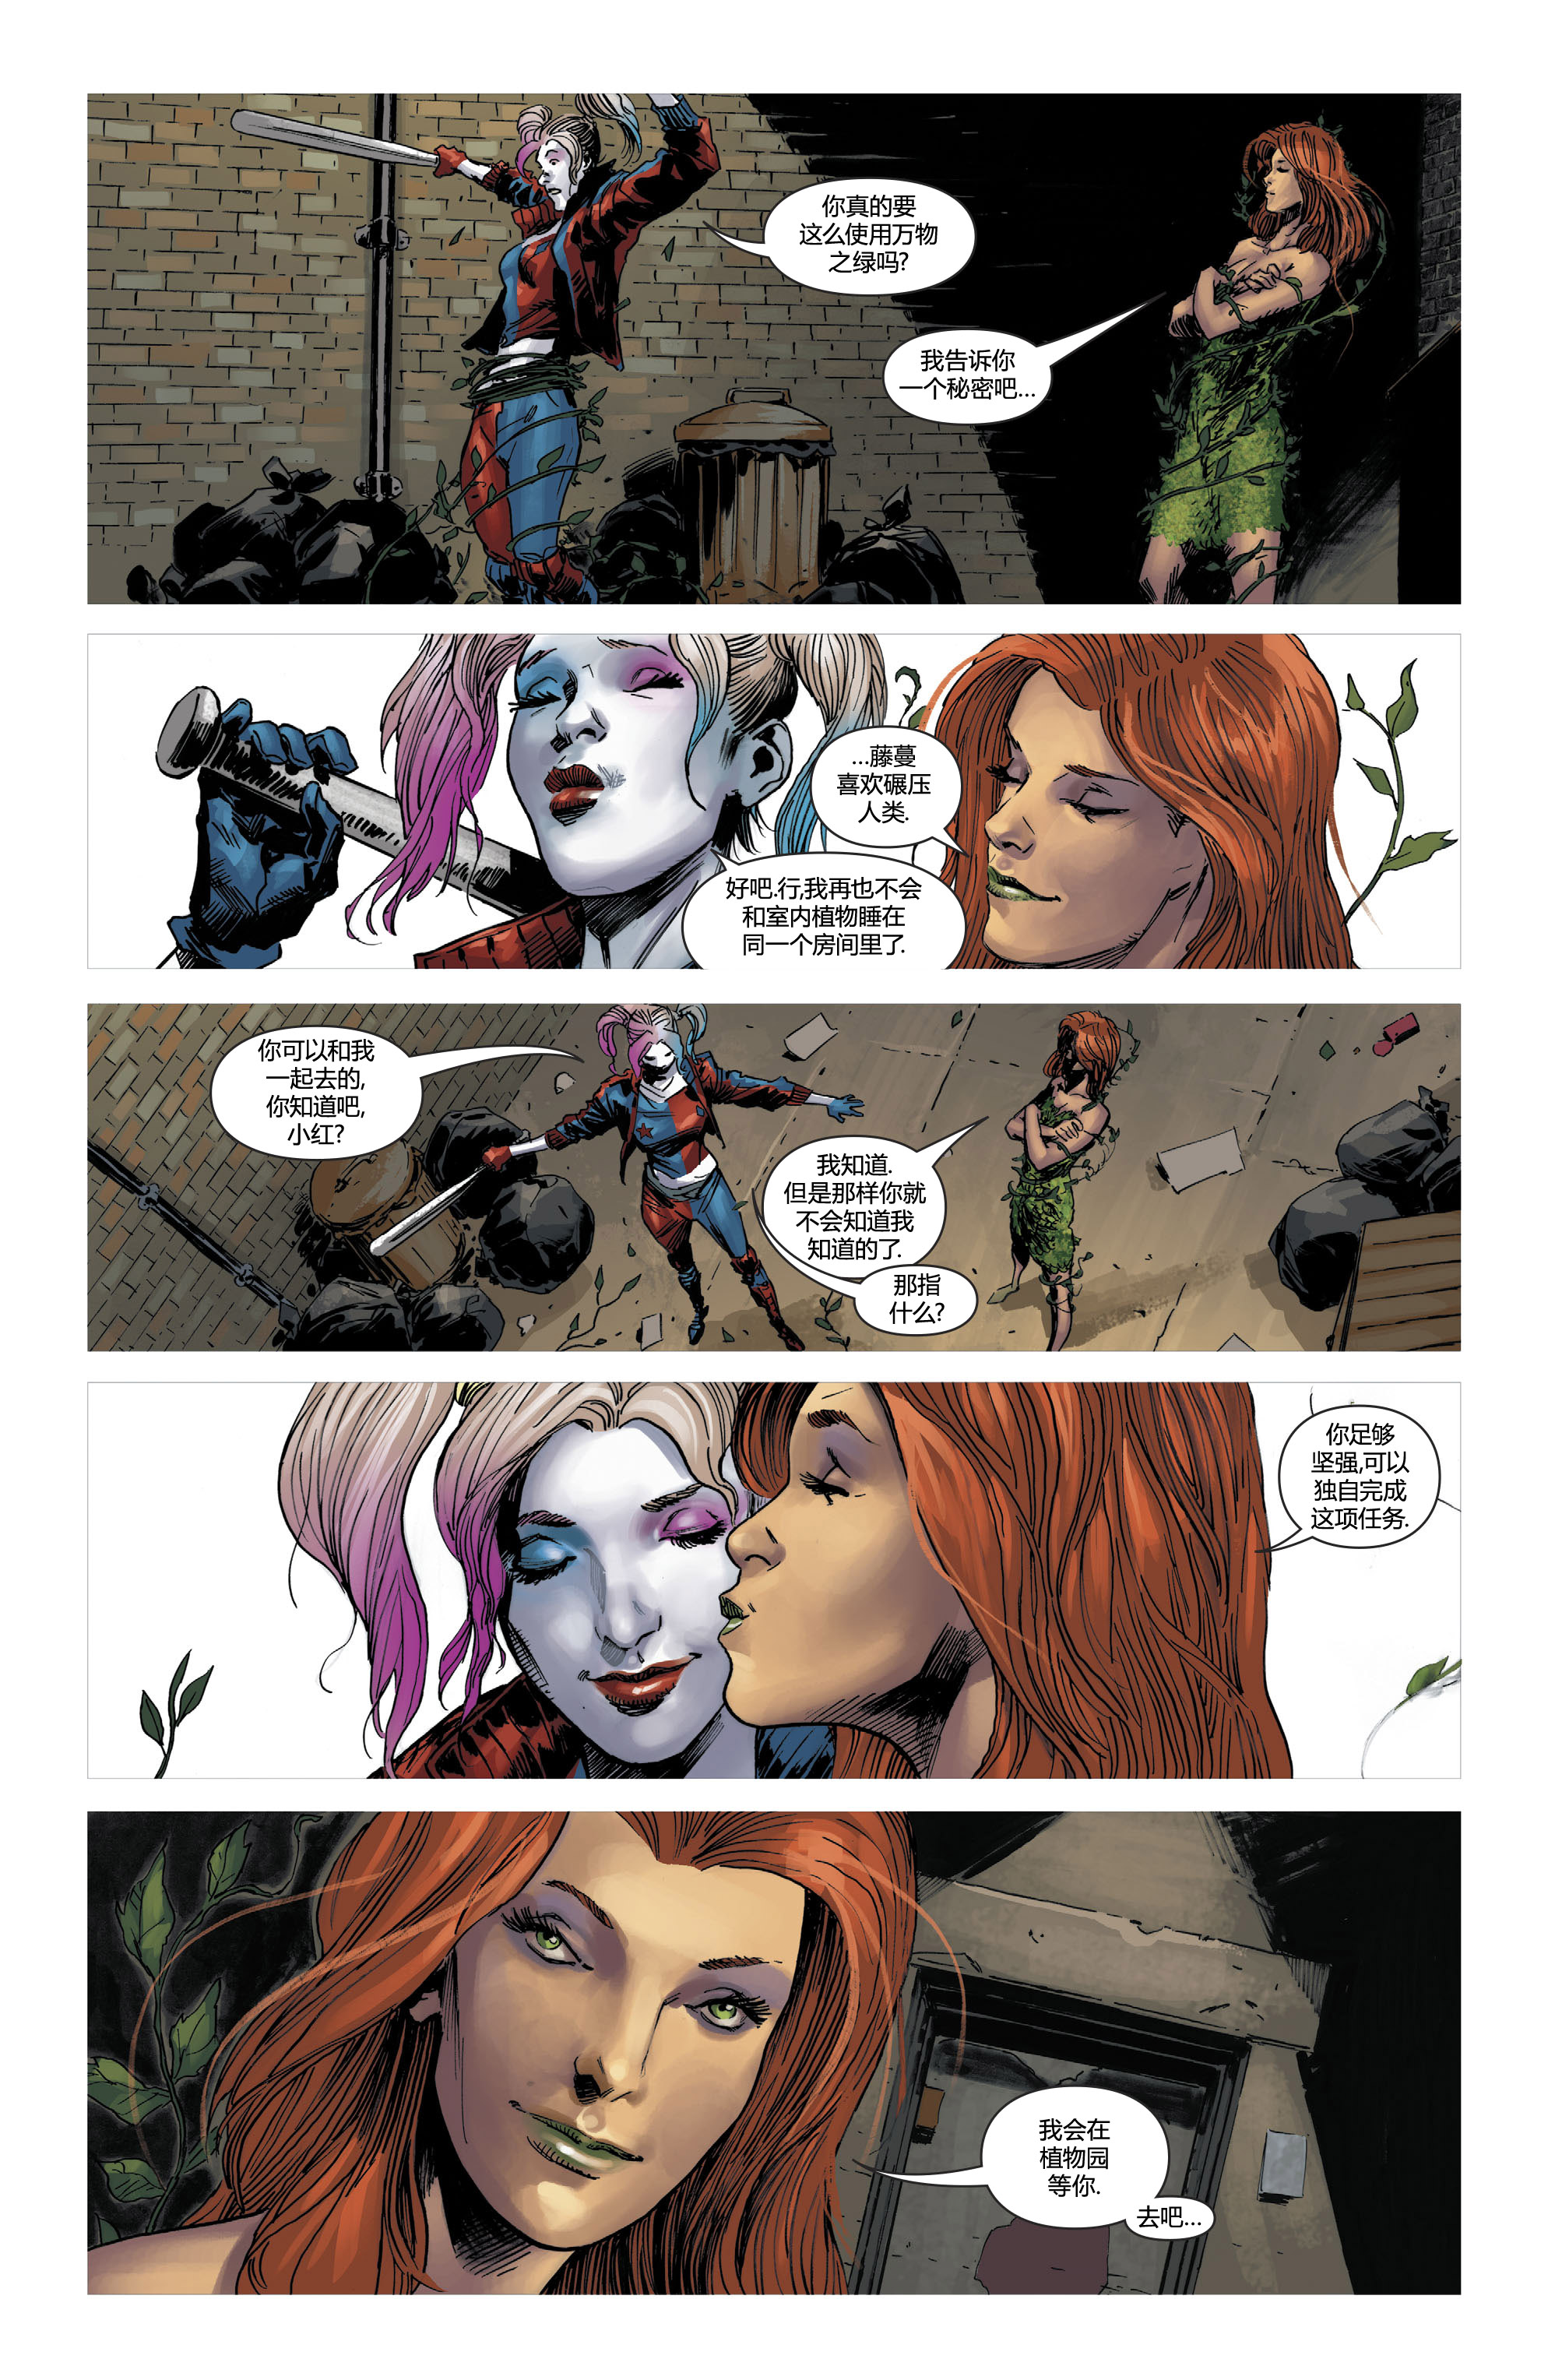 你真的要
这么使用万物
之绿吗?
我告诉你
一个秘密吧…
…藤蔓
喜欢碾压
人类.
好吧.行,我再也不会
和室内植物睡在
同一个房间里了.
你可以和我
一起去的,
你知道吧,
小红?
我知道.
但是那样你就
不会知道我
知道的了.
那指
什么?
你足够
坚强,可以
独自完成
这项任务.
我会在
植物园
等你.
去吧…